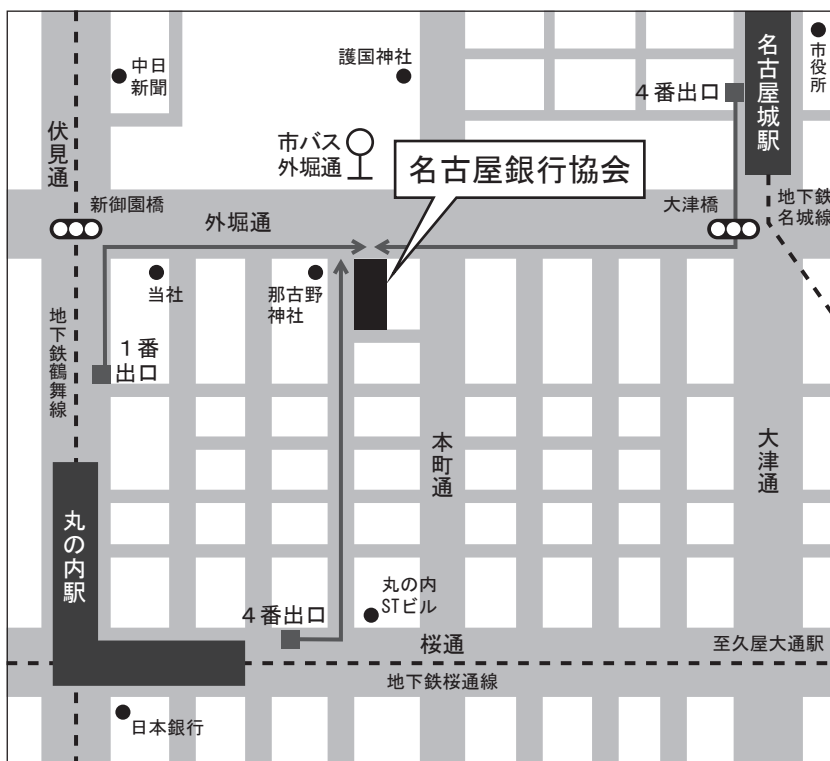 中日
新聞
護国神社
４番出口
名古屋城駅
市役所
伏見通
市バス
外堀通
名古屋銀行協会
新御園橋
外堀通
大津橋
地下鉄
名城線
当社
那古野
神社
地下鉄鶴舞線
１番
出口
本町通
大津通
丸の内駅
丸の内
STビル
４番出口
桜通
至久屋大通駅
地下鉄桜通線
日本銀行